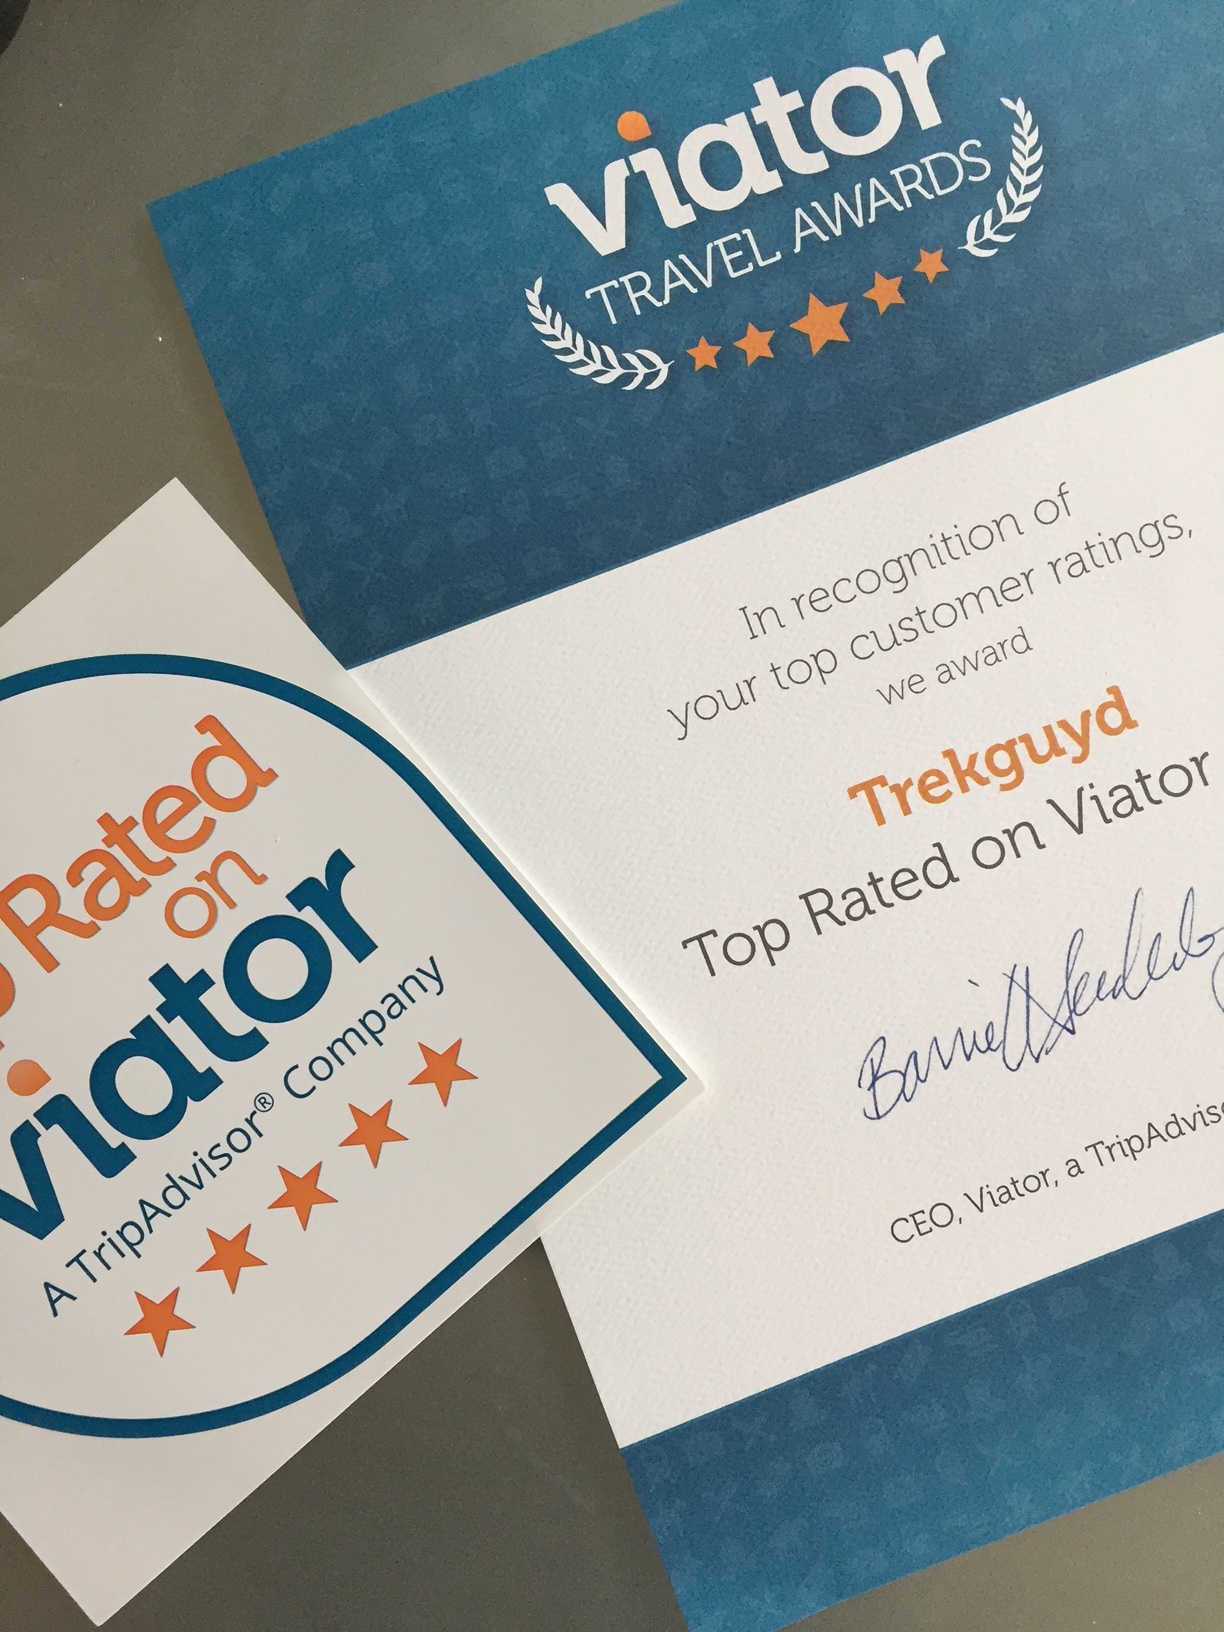 viator
TRAVEL AWARDS
In recognition of
your top customer ratings,
we award
Trekguyd
Top Rated on Viator
CEO, Viator, a
Rated
on
viator
A TripAdvisor® Company